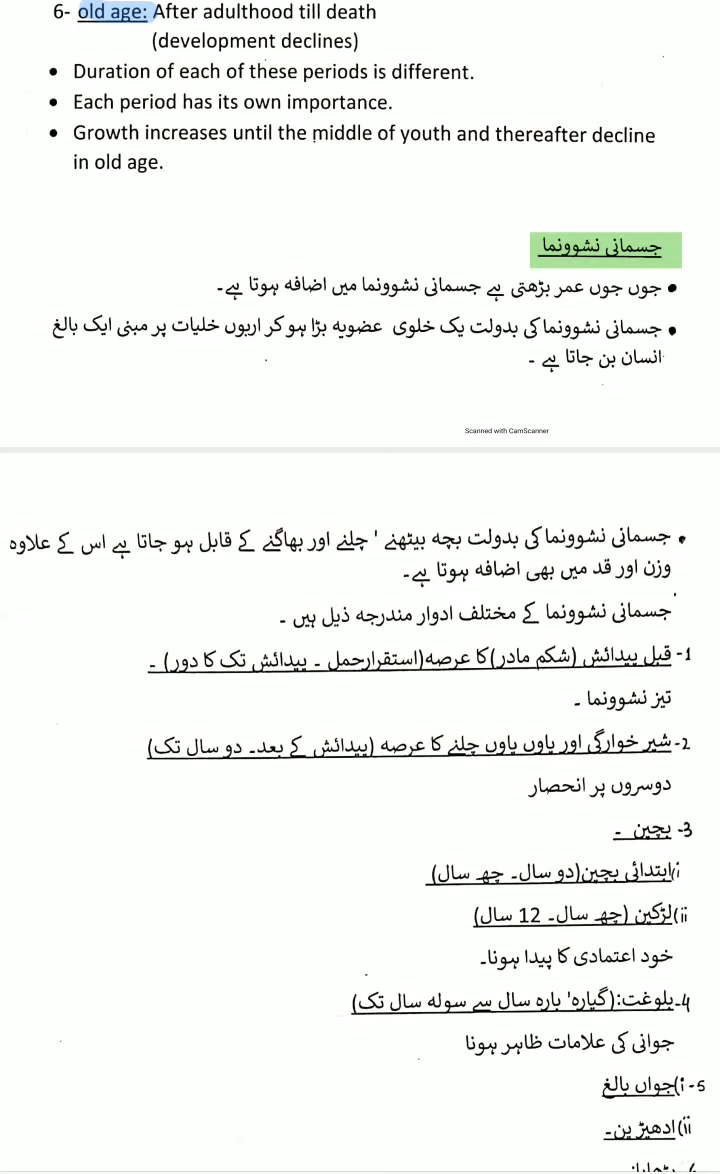 6- old age: After adulthood till death
(development declines)
• Duration of each of these periods is different.
• Each period has its own importance.
• Growth increases until the middle of youth and thereafter decline
in old age.
جسمانی نشوونما
• جوں جوں عمر بڑھتی ہے جسمانی نشوونما میں اضافہ ہوتا ہے۔
• جسمانی نشوونما کی بدولت یک خلوی عضویہ بڑا ہو کر اربوں خلیات پر مبنی ایک بالغ
انسان بن جاتا ہے ۔
Scanned with CamScanner
• جسمانی نشوونما کی بدولت بچہ بیٹھنے ' چلنے اور بھاگنے کے قابل ہو جاتا ہے اس کے علاوہ
وزن اور قد میں بھی اضافہ ہوتا ہے۔
جسمانی نشوونما کے مختلف ادوار مندرجہ ذیل ہیں ۔
1- قبل پیدائش (شکم مادر)کا عرصہ(استقرارحمل ۔ پیدائش تک کا دور) ۔
تیز نشوونما ۔
2-شیر خوارگی اور پاوں پاوں چلنے کا عرصہ (پیدائش کے بعد۔ دو سال تک)
دوسروں پر انحصار
3- بچپن ۔
i)ابتدائی بچپن(دو سال۔ چھ سال)
ii)لڑکپن (چھ سال۔ 12 سال)
خود اعتمادی کا پیدا ہونا۔
4۔بلوغت:(گیارہ' بارہ سال سے سولہ سال تک)
جوانی کی علامات ظاہر ہونا
5- i)جواں بالغ
ii)ادھیڑ پن۔